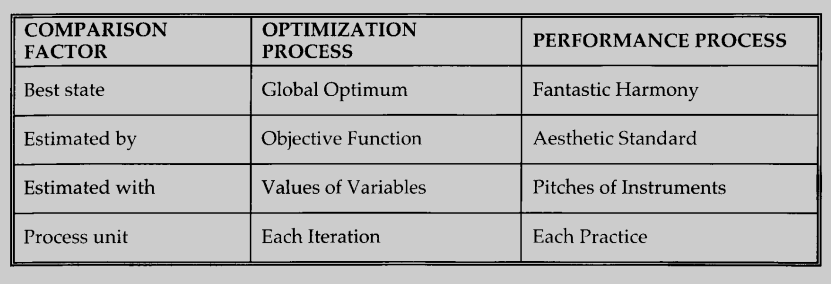 COMPARISON FACTOR OPTIMIZATION PROCESS PERFORMANCE PROCESS
Best state Global Optimum Fantastic Harmony
Estimated by Objective Function Aesthetic Standard
Estimated with Values of Variables Pitches of Instruments
Process unit Each Iteration Each Practice